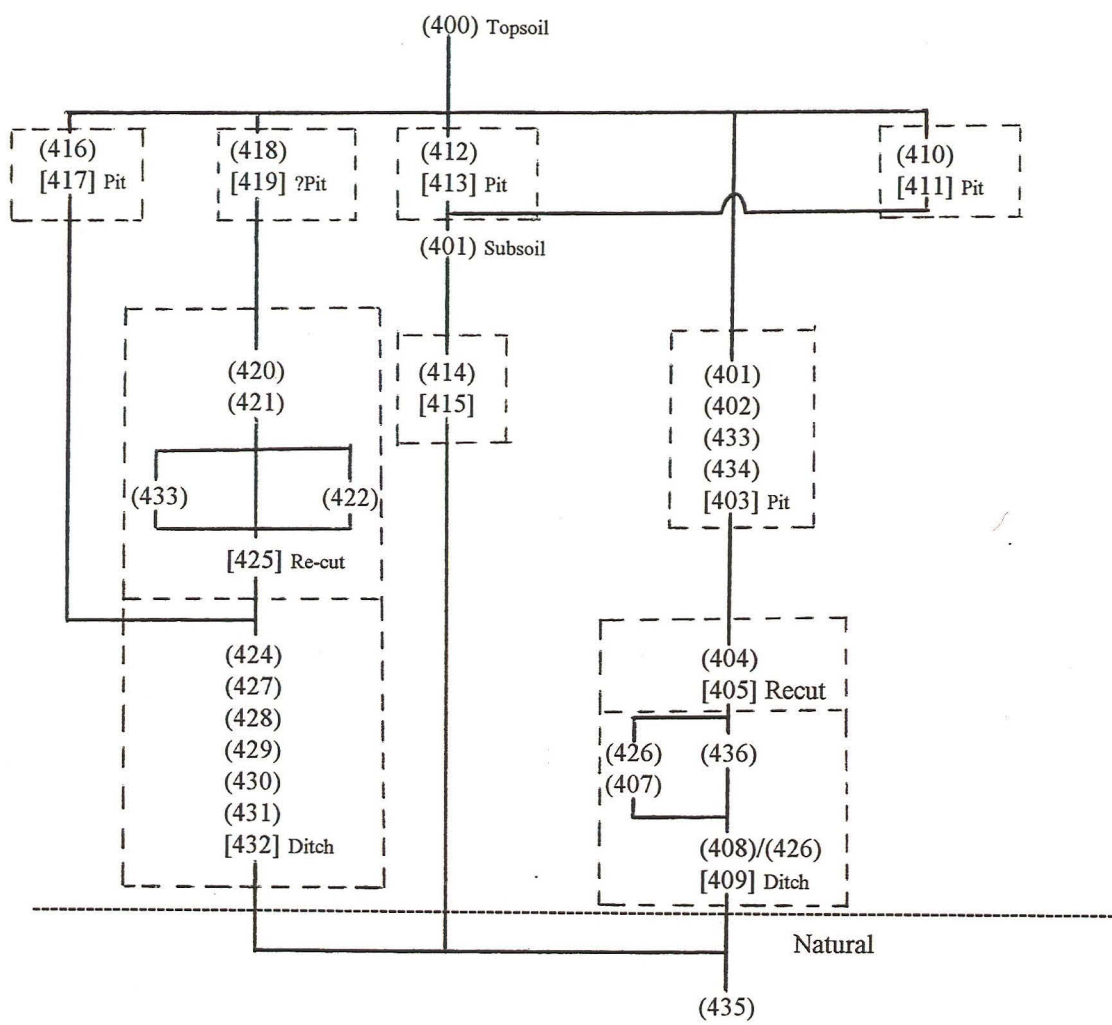 (400) Topsoil
(416)
[417] Pit
(418)
[419] ?Pit
(412)
[413] Pit
(410)
[411] Pit
(401) Subsoil
(420)
(421)
(433)
(422)
[425] Re-cut
(414)
[415]
(401)
(402)
(433)
(434)
[403] Pit
(424)
(427)
(428)
(429)
(430)
(431)
[432] Ditch
(404)
[405] Recut
(426)
(407)
(436)
(408)/(426)
[409] Ditch
Natural
(435)